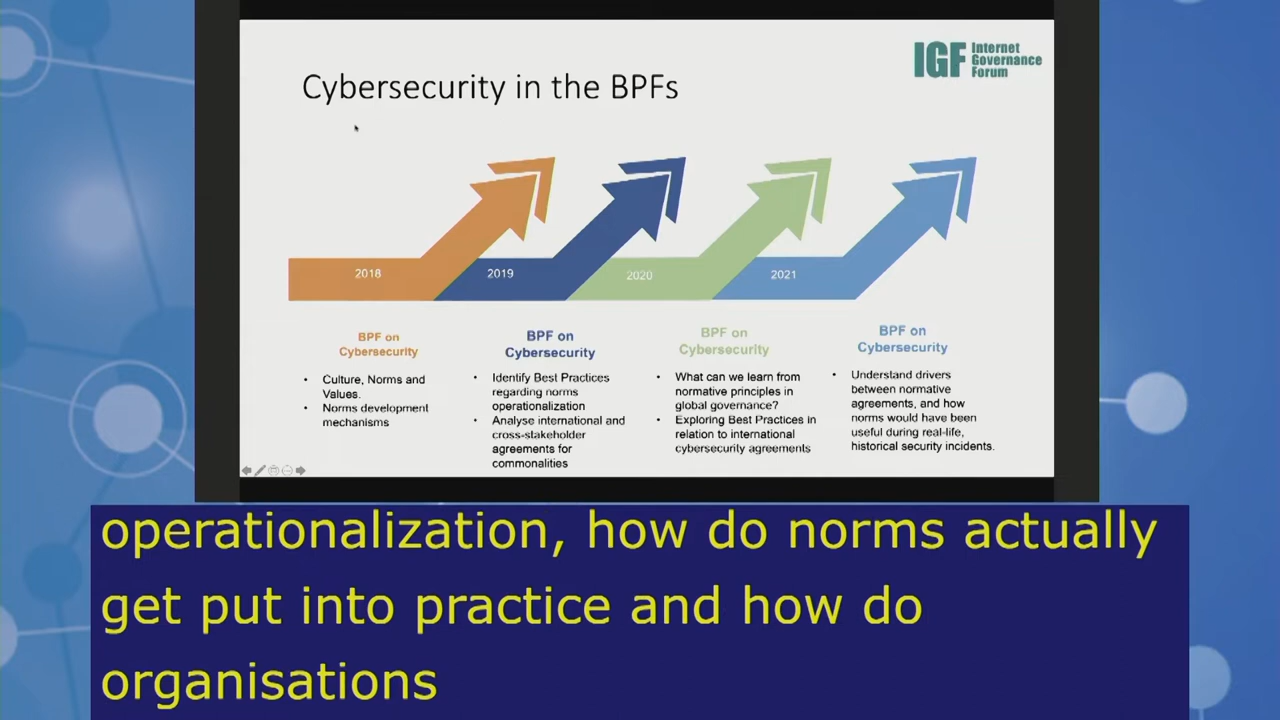 Cybersecurity in the BPFs
IGF Internet
Governance
Forum
2018
2019
2020
2021
BPF on
Cybersecurity
• Culture, Norms and
Values.
• Norms development
mechanisms
BPF on
Cybersecurity
• Identify Best Practices
regarding norms
operationalization
• Analyse international and
cross-stakeholder
agreements for
commonalities
BPF on
Cybersecurity
• What can we learn from
normative principles in
global governance?
• Exploring Best Practices in
relation to international
cybersecurity agreements
BPF on
Cybersecurity
• Understand drivers
between normative
agreements, and how
norms would have been
useful during real-life,
historical security incidents.
operationalization, how do norms actually
get put into practice and how do
organisations